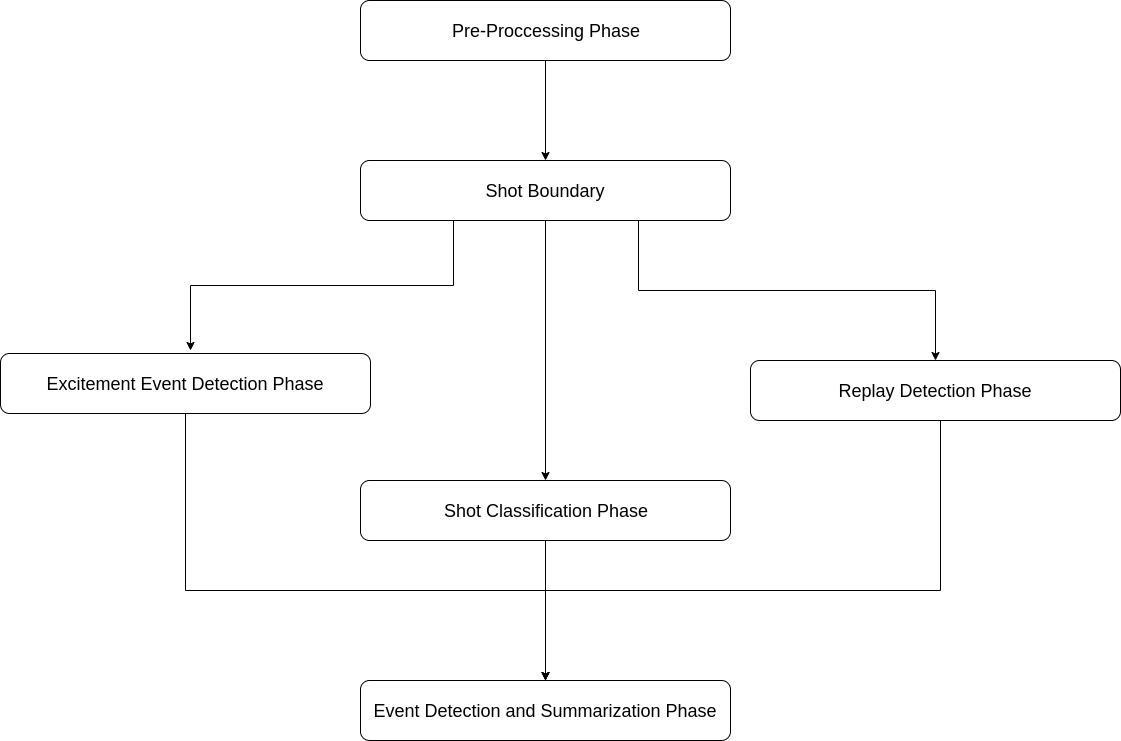 Pre-Proccessing Phase
Shot Boundary
Excitement Event Detection Phase
Replay Detection Phase
Shot Classification Phase
Event Detection and Summarization Phase